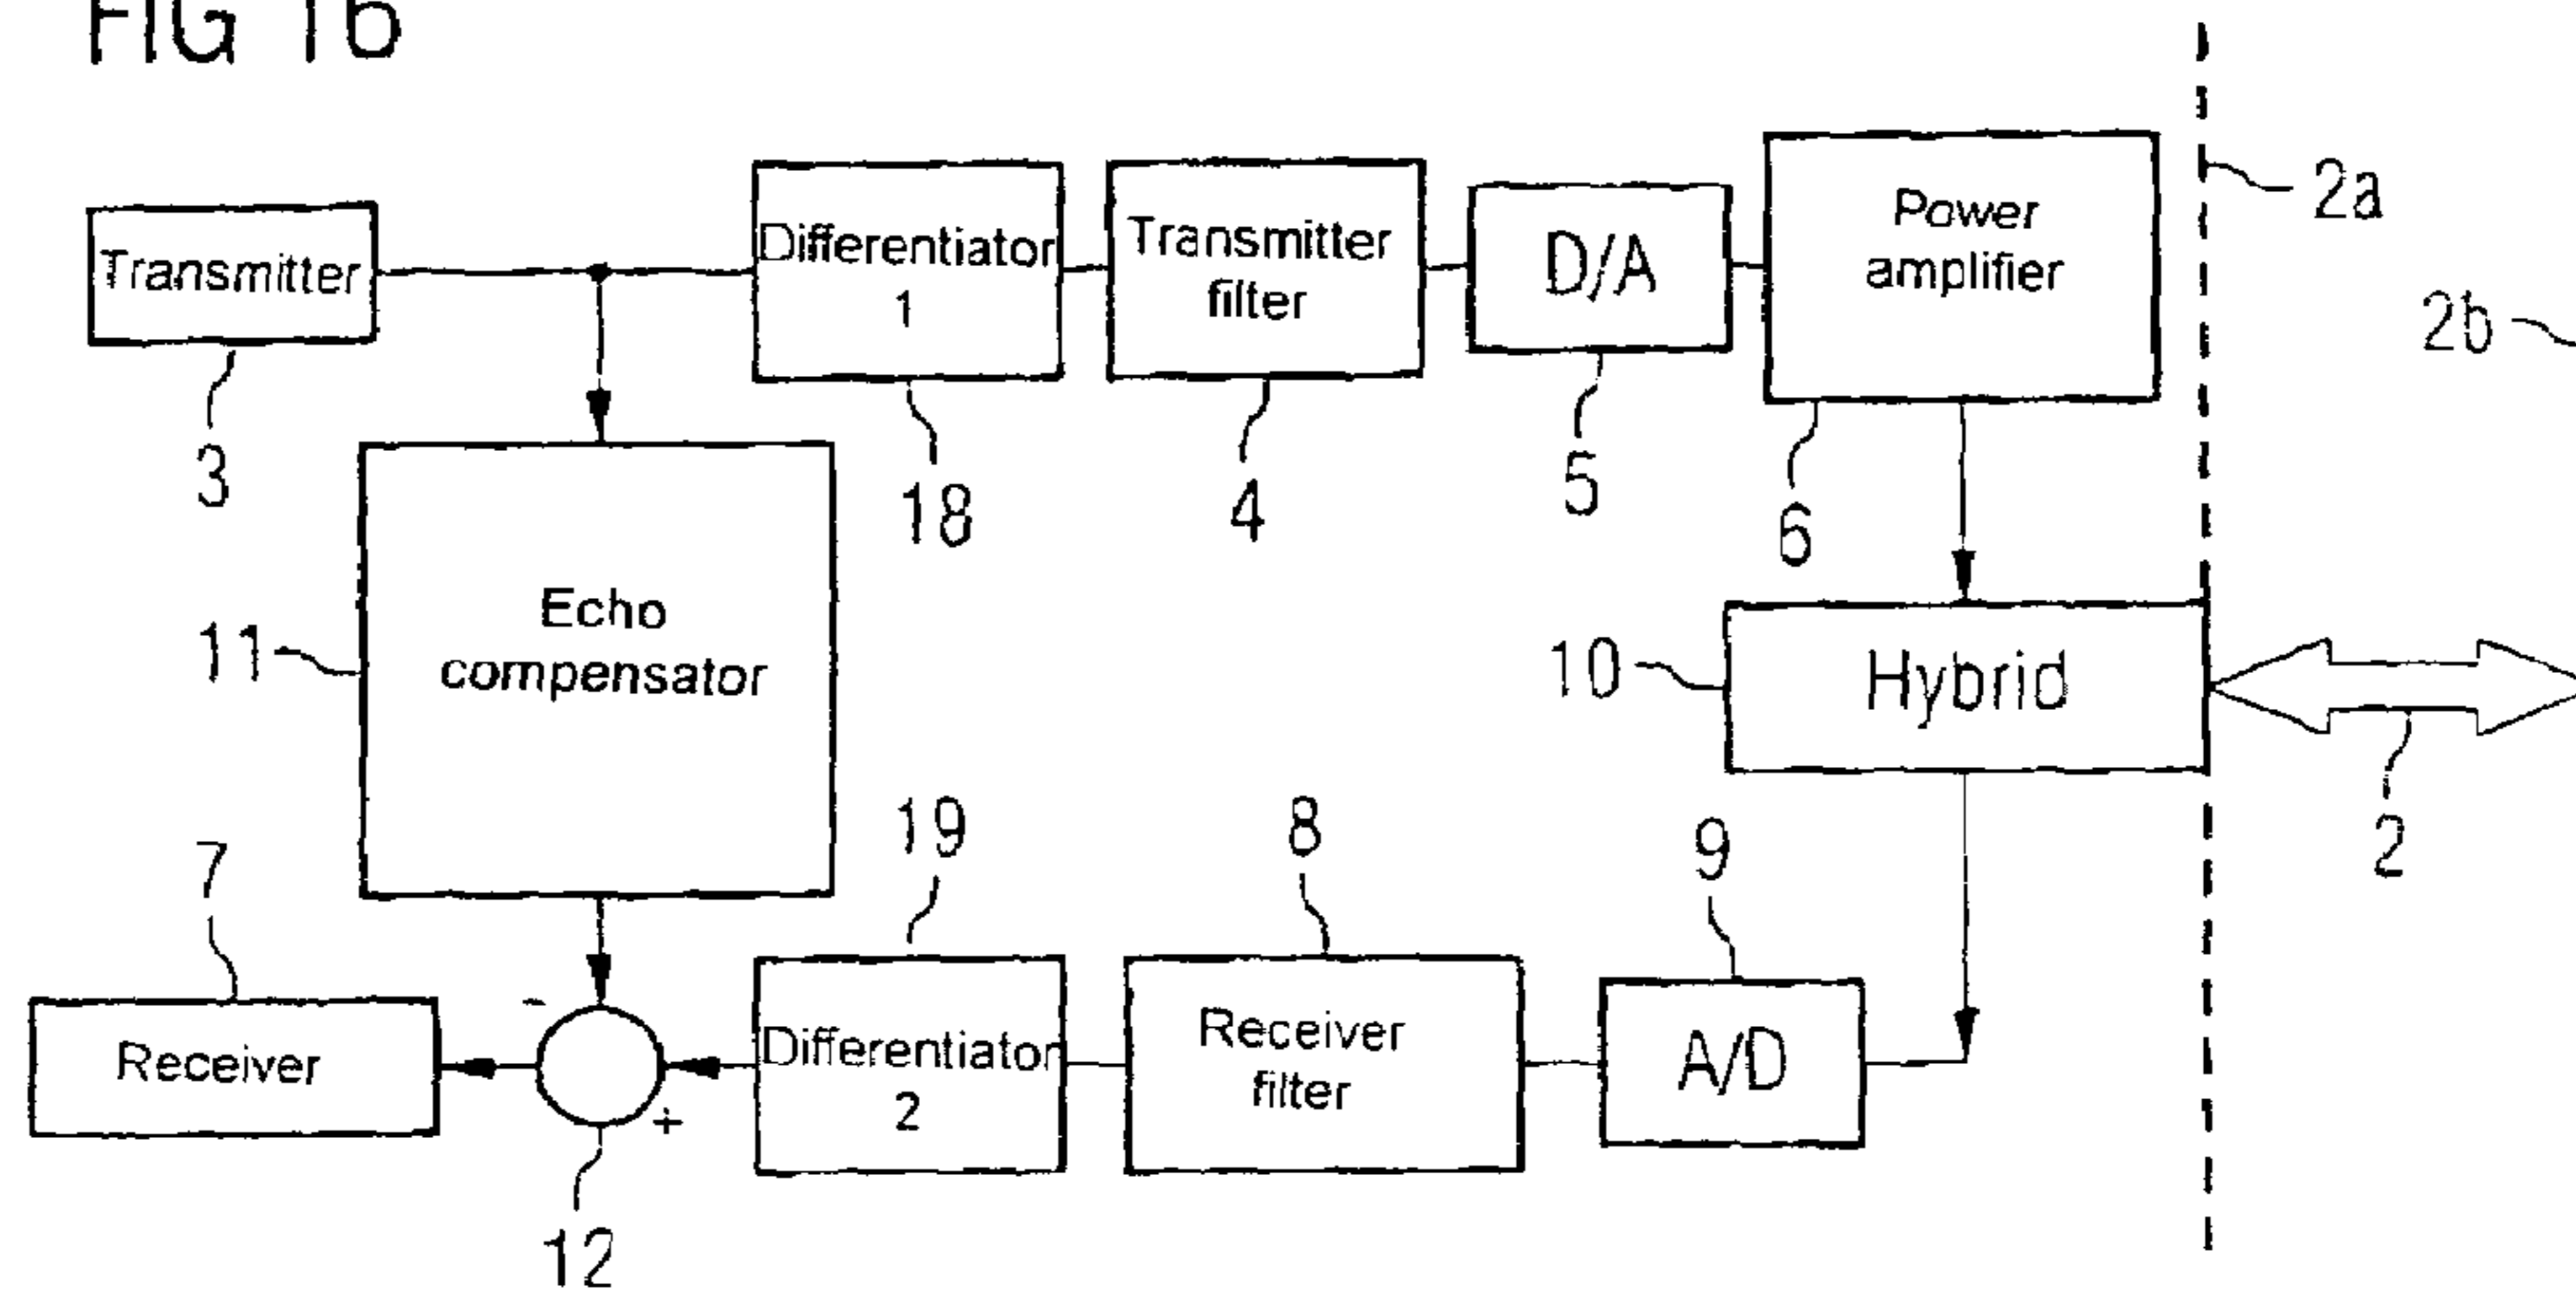 FIG 16
2a
Power
amplifier
Transmitter
Differentiator
1
Transmitter
filter
D/A
2b
3
18
4
5
6
Echo
compensator
11
10
Hybrid
2
7
19
8
9
-
Receiver
+
Differentiator
2
Receiver
filter
A/D
12